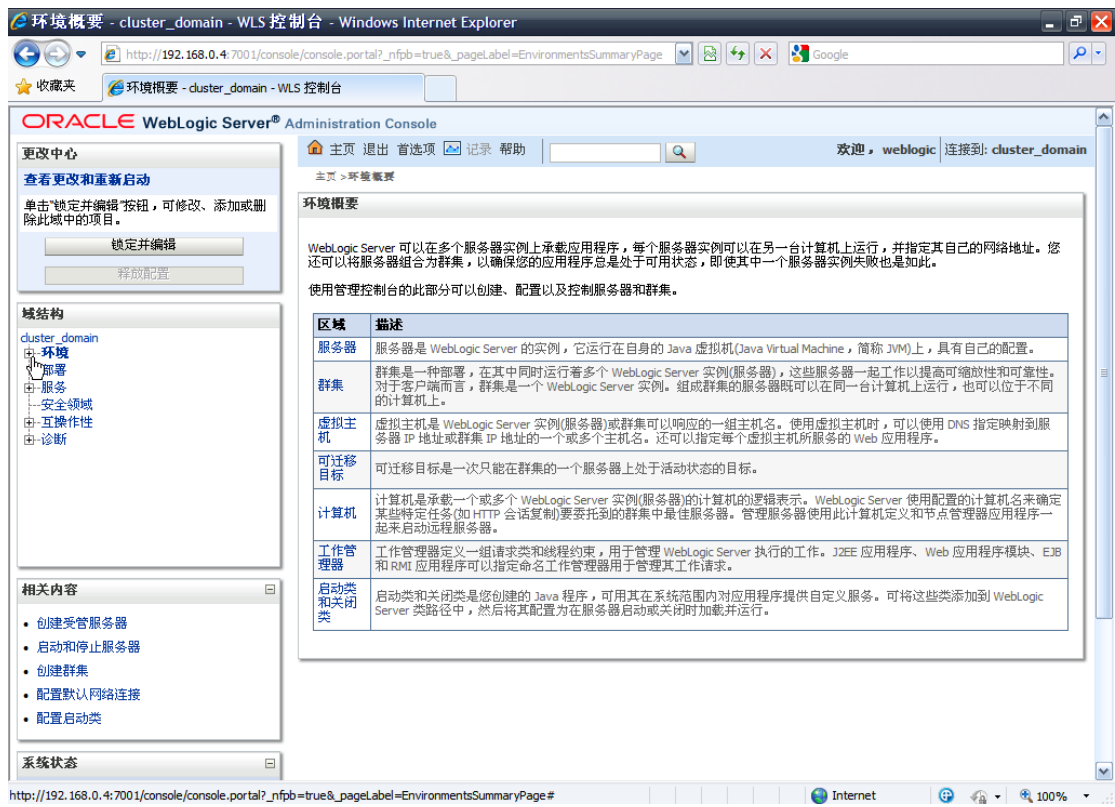 环境概要 - cluster_domain - WLS 控制台 - Windows Internet Explorer
http://192.168.0.4:7001/console/console.portal?_nfpb=true&_pageLabel=EnvironmentsSummaryPage
Google
收藏夹
环境概要 - cluster_domain - WLS 控制台
ORACLE WebLogic Server® Administration Console
更改中心
查看更改和重新启动
单击"锁定并编辑"按钮，可修改、添加或删
除此域中的项目。
锁定并编辑
释放配置
域结构
cluster_domain
环境
部署
服务
安全领域
互操作性
诊断
相关内容
• 创建受管服务器
• 启动和停止服务器
• 创建群集
• 配置默认网络连接
• 配置启动类
系统状态
主页 退出 首选项 记录 帮助
欢迎，weblogic 连接到: cluster_domain
主页 >环境概要
环境概要
WebLogic Server 可以在多个服务器实例上承载应用程序，每个服务器实例可以在另一台计算机上运行，并指定其自己的网络地址。您
还可以将服务器组合为群集，以确保您的应用程序总是处于可用状态，即使其中一个服务器实例失败也是如此。
使用管理控制台的此部分可以创建、配置以及控制服务器和群集。
区域 描述
服务器 服务器是 WebLogic Server 的实例，它运行在自身的 Java 虚拟机(Java Virtual Machine，简称 JVM)上，具有自己的配置。
群集 群集是一种部署，在其中同时运行着多个 WebLogic Server 实例(服务器)，这些服务器一起工作以提高可缩放性和可靠性。
对于客户端而言，群集是一个 WebLogic Server 实例。组成群集的服务器既可以在同一台计算机上运行，也可以位于不同
的计算机上。
虚拟主
机
虚拟主机是 WebLogic Server 实例(服务器)或群集可以响应的一组主机名。使用虚拟主机时，可以使用 DNS 指定映射到服
务器 IP 地址或群集 IP 地址的一个或多个主机名。还可以指定每个虚拟主机所服务的 Web 应用程序。
可迁移
目标
可迁移目标是一次只能在群集的一个服务器上处于活动状态的目标。
计算机 计算机是承载一个或多个 WebLogic Server 实例(服务器)的计算机的逻辑表示。WebLogic Server 使用配置的计算机名来确定
某些特定任务(如 HTTP 会话复制)要委托到的群集中最佳服务器。管理服务器使用此计算机定义和节点管理器应用程序一
起来启动远程服务器。
工作管
理器
工作管理器定义一组请求类和线程约束，用于管理 WebLogic Server 执行的工作。J2EE 应用程序、Web 应用程序模块、EJB
和 RMI 应用程序可以指定命名工作管理器用于管理其工作请求。
启动类
和关闭
类
启动类和关闭类是您创建的 Java 程序，可用其在系统范围内对应用程序提供自定义服务。可将这些类添加到 WebLogic
Server 类路径中，然后将其配置为在服务器启动或关闭时加载并运行。
http://192.168.0.4:7001/console/console.portal?_nfpb=true&_pageLabel=EnvironmentsSummaryPage#
Internet
100%